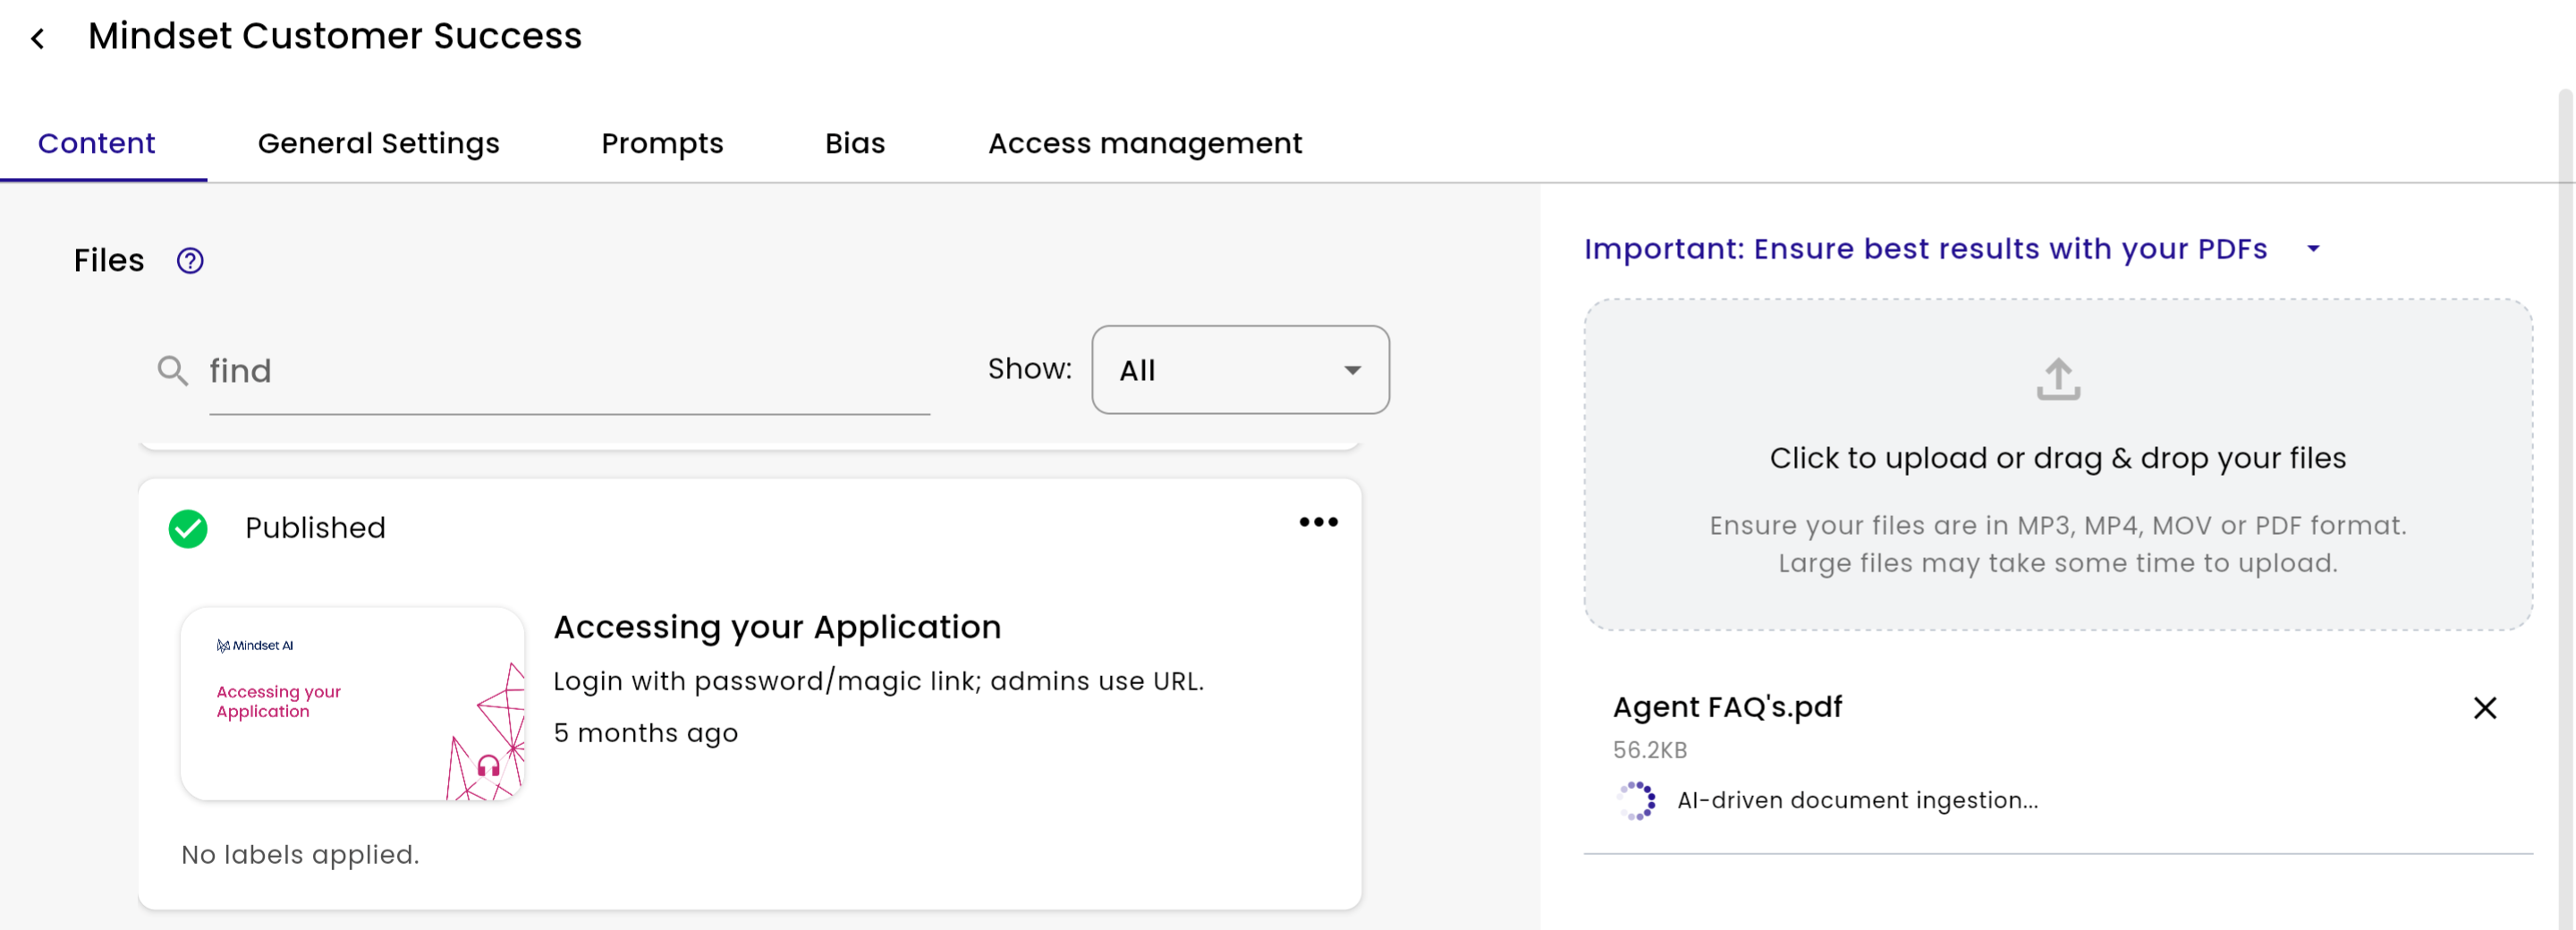 Mindset Customer Success
Content
General Settings
Prompts
Bias
Access management
Files
find
Show:
All
Published
Mindset AI
Accessing your
Application
Accessing your Application
Login with password/magic link; admins use URL.
5 months ago
No labels applied.
Important: Ensure best results with your PDFs
Click to upload or drag & drop your files
Ensure your files are in MP3, MP4, MOV or PDF format.
Large files may take some time to upload.
Agent FAQ's.pdf
56.2KB
AI-driven document ingestion...